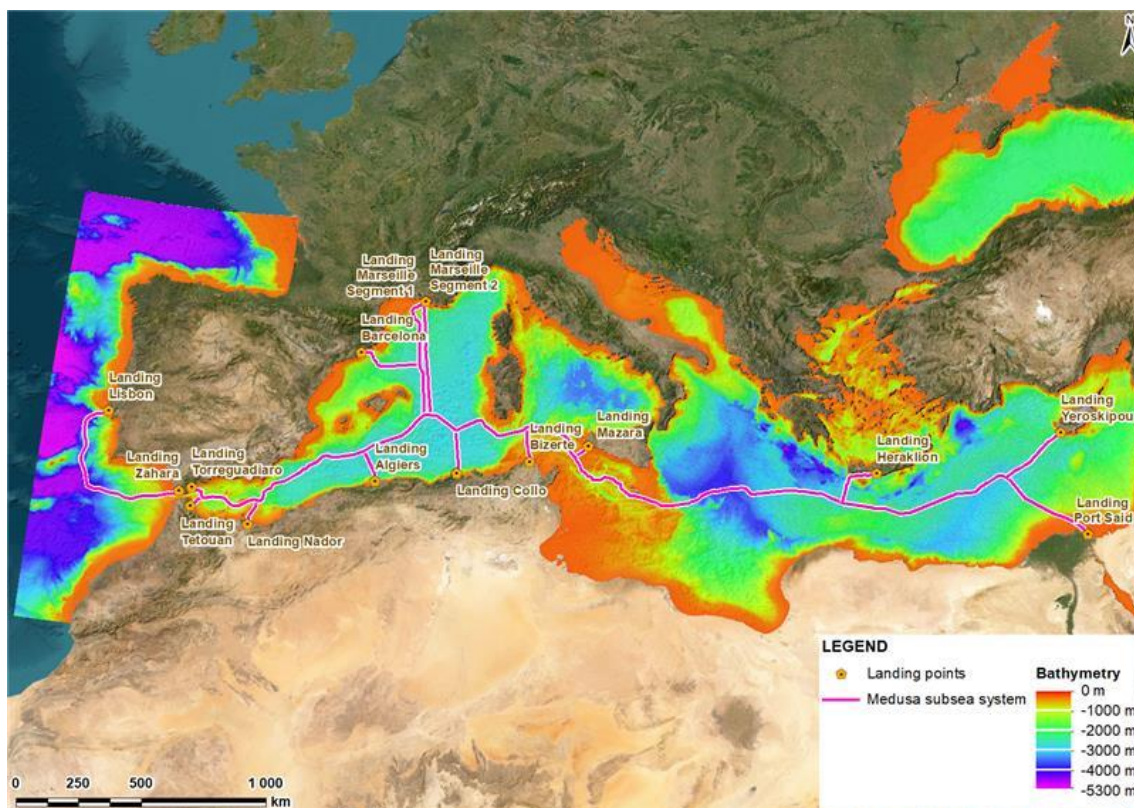 N
Landing
Marseille
Segment 1
Landing
Marseille
Segment 2
Landing
Barcelona
Landing
Lisbon
Landing
Zahara
Landing
Torreguadiaro
Landing
Tetouan
Landing Nador
Landing
Algiers
Landing Collo
Landing
Bizerte
Landing
Mazara
Landing
Heraklion
Landing
Yeroskipou
Landing
Port Said
LEGEND
Landing points
Medusa subsea system
Bathymetry
0 m
-1000 m
-2000 m
-3000 m
-4000 m
-5300 m
0 250 500 1 000
km